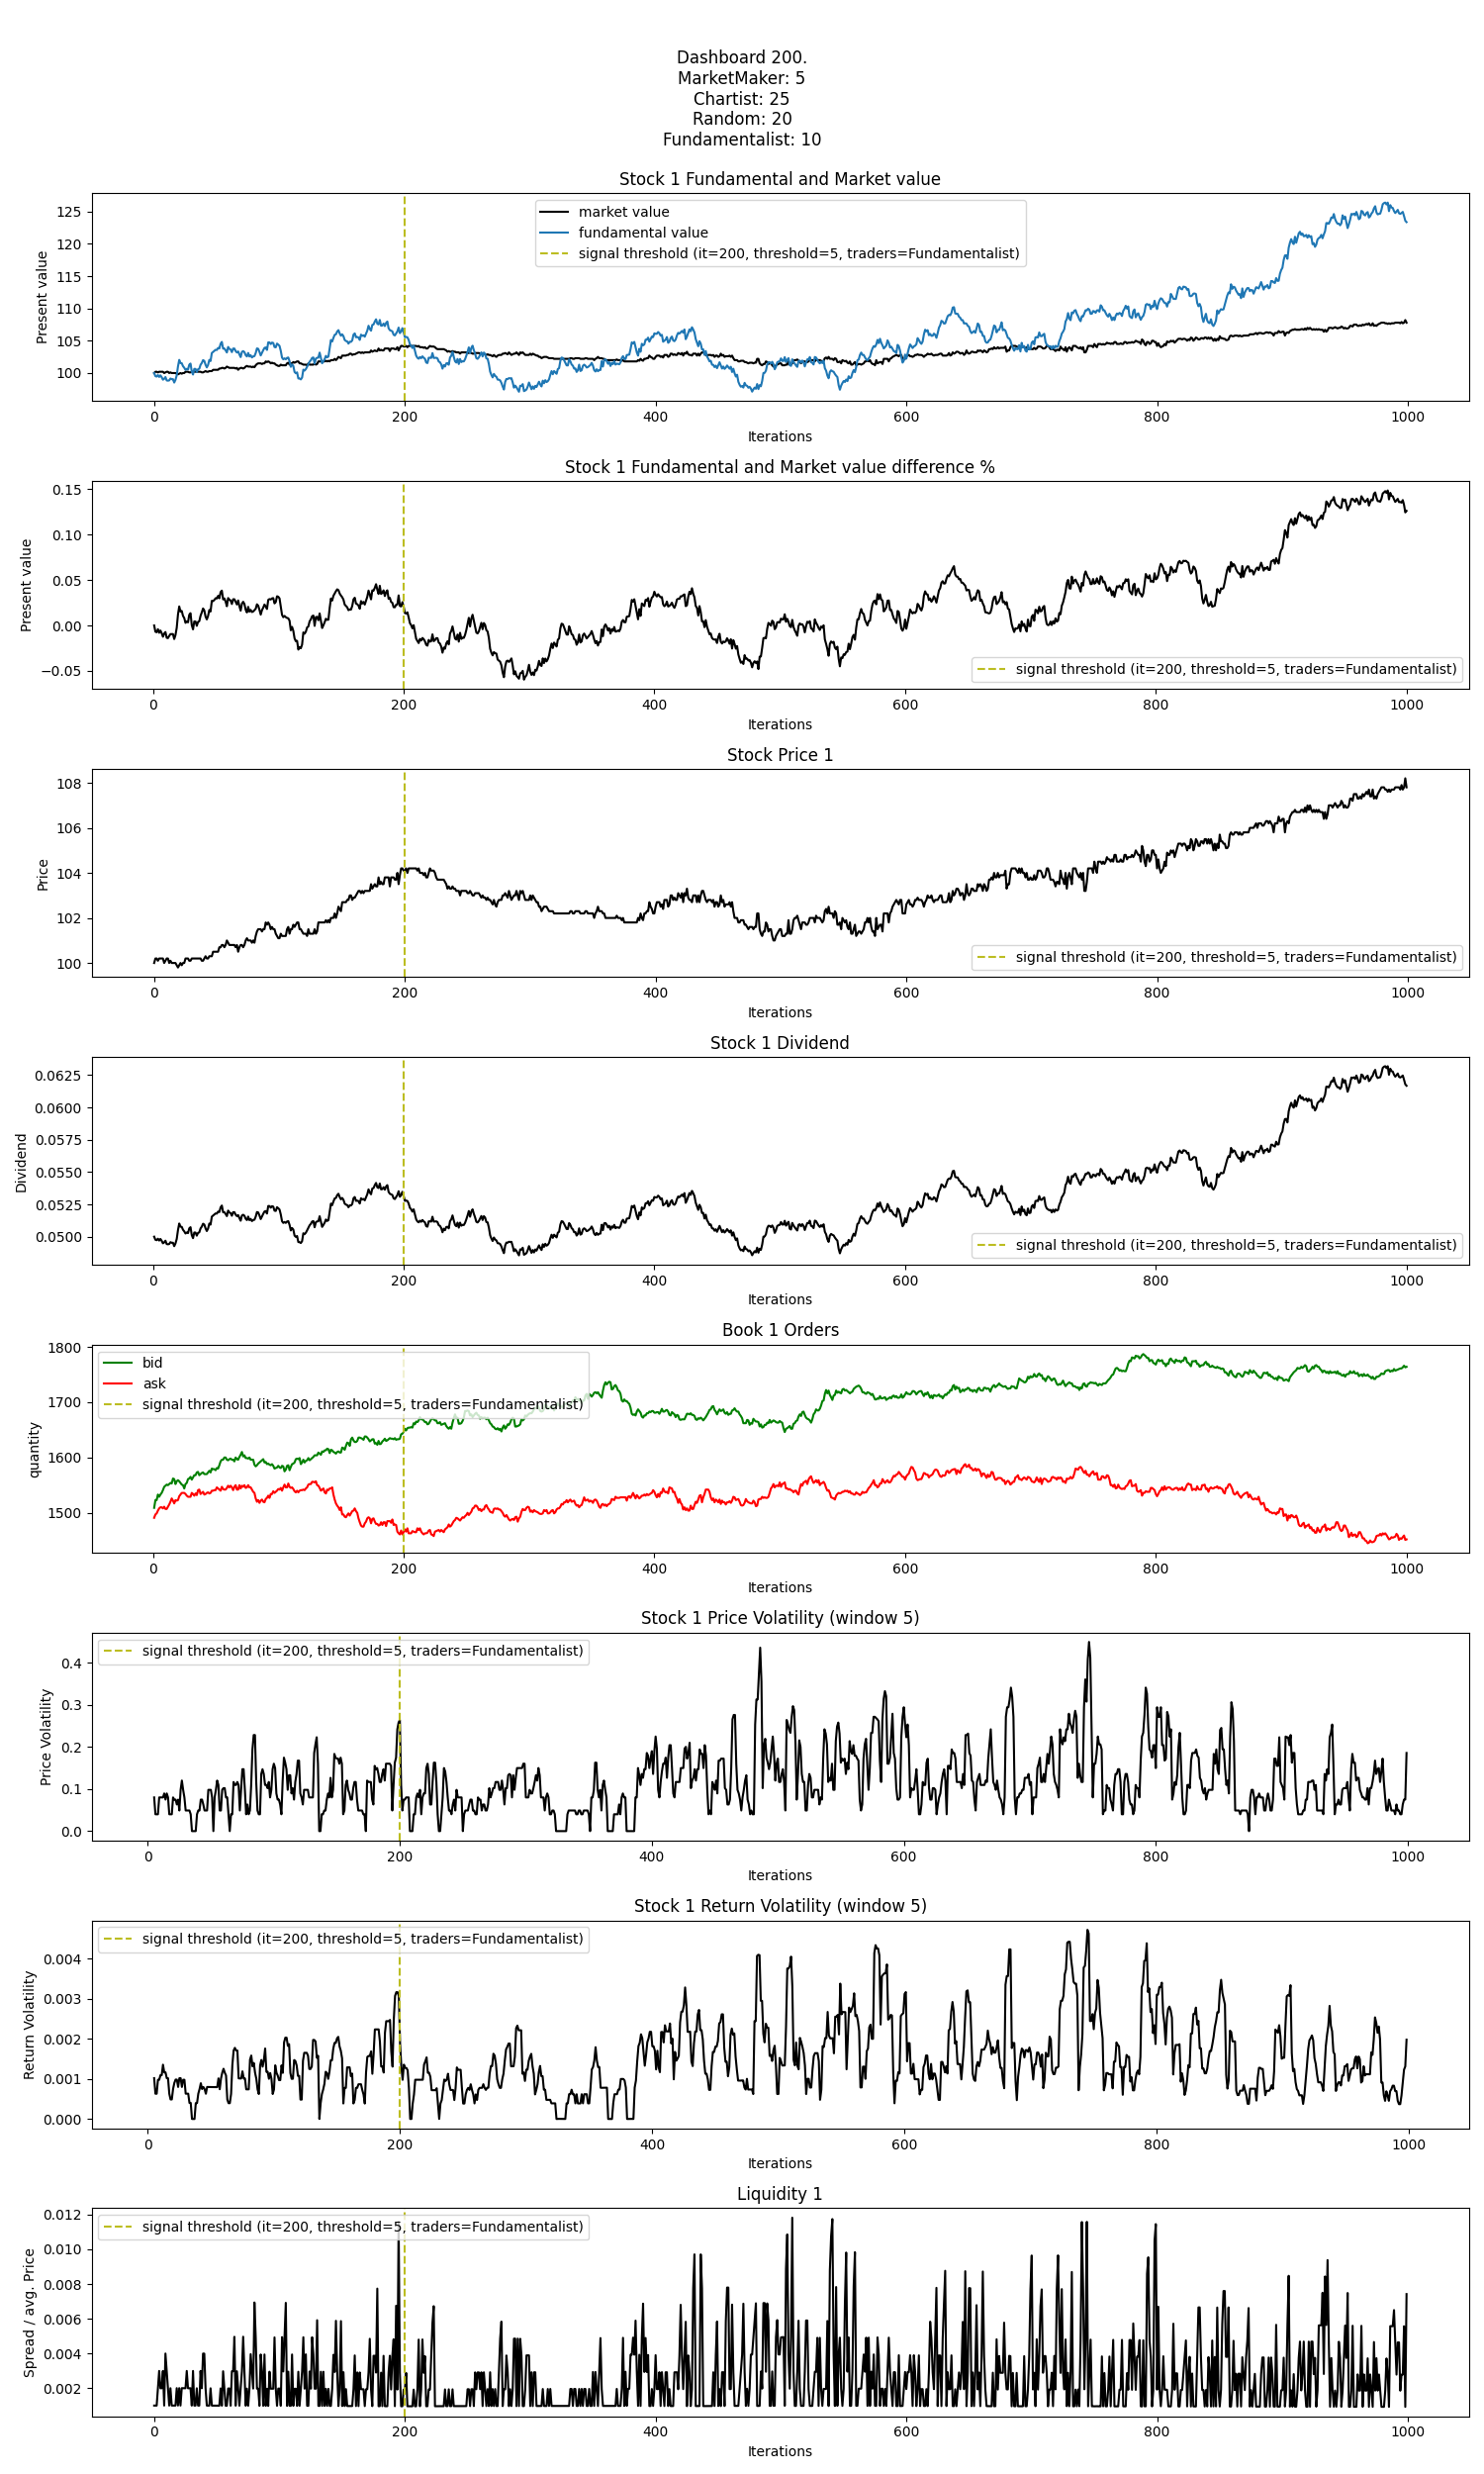 Dashboard 200.
MarketMaker: 5
Chartist: 25
Random: 20
Fundamentalist: 10
Stock 1 Fundamental and Market value
market value
fundamental value
signal threshold (it=200, threshold=5, traders=Fundamentalist)
Present value
125
120
115
110
105
100
0 200 400 600 800 1000
Iterations
Stock 1 Fundamental and Market value difference %
Present value
0.15
0.10
0.05
0.00
−0.05
signal threshold (it=200, threshold=5, traders=Fundamentalist)
0 200 400 600 800 1000
Iterations
Stock Price 1
Price
108
106
104
102
100
signal threshold (it=200, threshold=5, traders=Fundamentalist)
0 200 400 600 800 1000
Iterations
Stock 1 Dividend
Dividend
0.0625
0.0600
0.0575
0.0550
0.0525
0.0500
signal threshold (it=200, threshold=5, traders=Fundamentalist)
0 200 400 600 800 1000
Iterations
Book 1 Orders
bid
ask
signal threshold (it=200, threshold=5, traders=Fundamentalist)
quantity
1800
1700
1600
1500
0 200 400 600 800 1000
Iterations
Stock 1 Price Volatility (window 5)
signal threshold (it=200, threshold=5, traders=Fundamentalist)
Price Volatility
0.4
0.3
0.2
0.1
0.0
0 200 400 600 800 1000
Iterations
Stock 1 Return Volatility (window 5)
signal threshold (it=200, threshold=5, traders=Fundamentalist)
Return Volatility
0.004
0.003
0.002
0.001
0.000
0 200 400 600 800 1000
Iterations
Liquidity 1
signal threshold (it=200, threshold=5, traders=Fundamentalist)
Spread / avg. Price
0.012
0.010
0.008
0.006
0.004
0.002
0 200 400 600 800 1000
Iterations